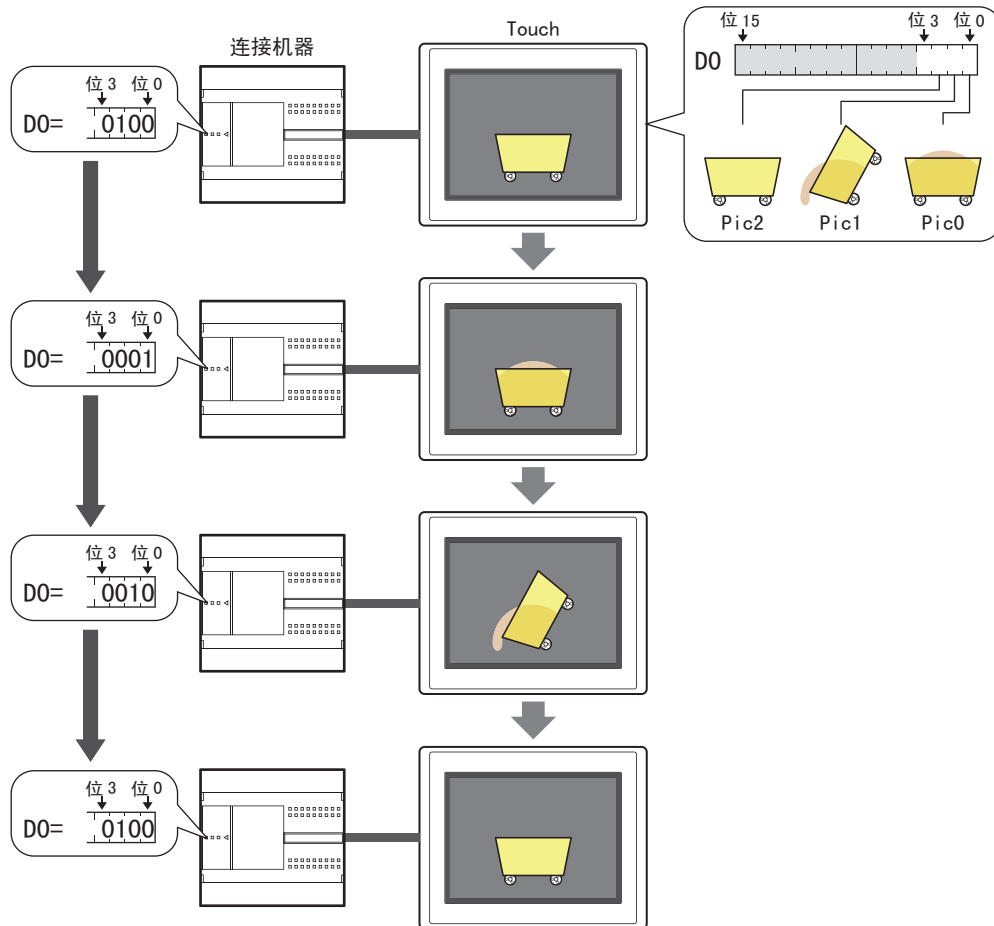 连接机器
Touch
位 15
位 3
位 0
D0
Pic2
Pic1
Pic0
位 3 位 0
D0= 0100
位 3 位 0
D0= 0001
位 3 位 0
D0= 0010
位 3 位 0
D0= 0100